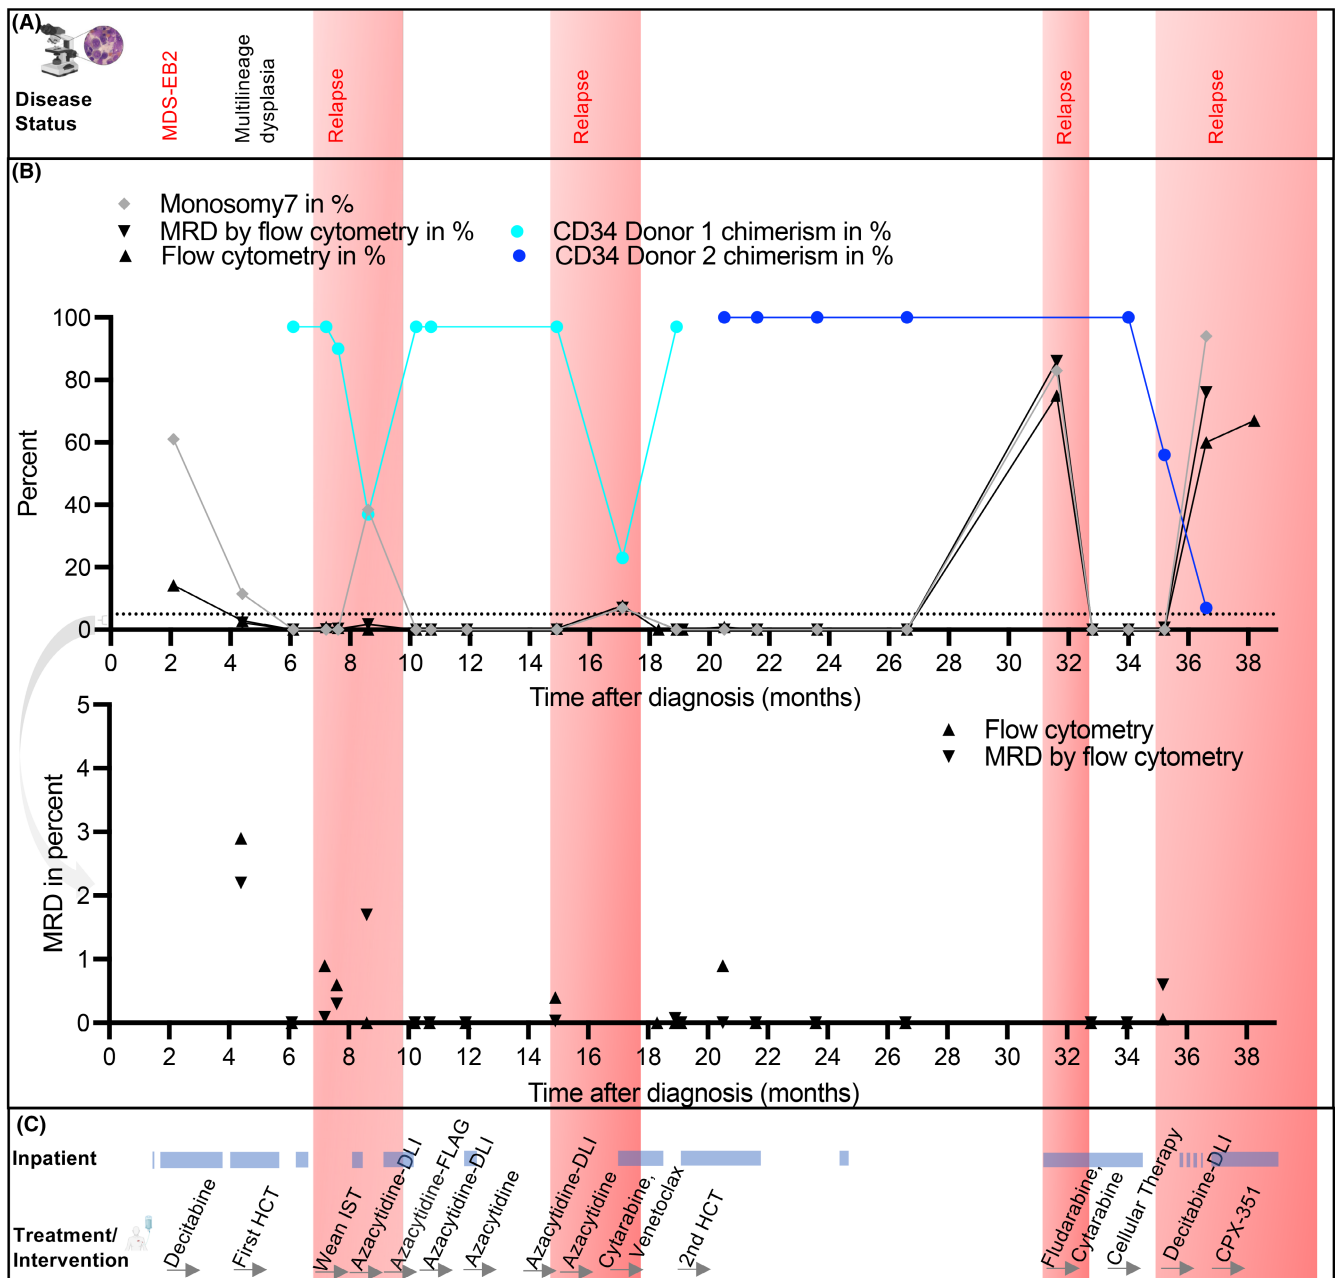 (A)
Disease
Status
MDS-EB2
Multilineage
dysplasia
Relapse
Relapse
Relapse
Relapse
(B)
Monosomy7 in %
MRD by flow cytometry in %
Flow cytometry in %
CD34 Donor 1 chimerism in %
CD34 Donor 2 chimerism in %
Percent
100
80
60
40
20
0
0 2 4 6 8 10 12 14 16 18 20 22 24 26 28 30 32 34 36 38
Time after diagnosis (months)
Flow cytometry
MRD by flow cytometry
MRD in percent
5
4
3
2
1
0
0 2 4 6 8 10 12 14 16 18 20 22 24 26 28 30 32 34 36 38
Time after diagnosis (months)
(C)
Inpatient
Treatment/
Intervention
Decitabine
First HCT
Wean IST
Azacytidine-DLI
Azacytidine-FLAG
Azacytidine-DLI
Azacytidine
Azacytidine-DLI
Azacytidine
Cytarabine,
Venetoclax
2nd HCT
Fludarabine,
Cytarabine
Cellular Therapy
Decitabine-DLI
CPX-351